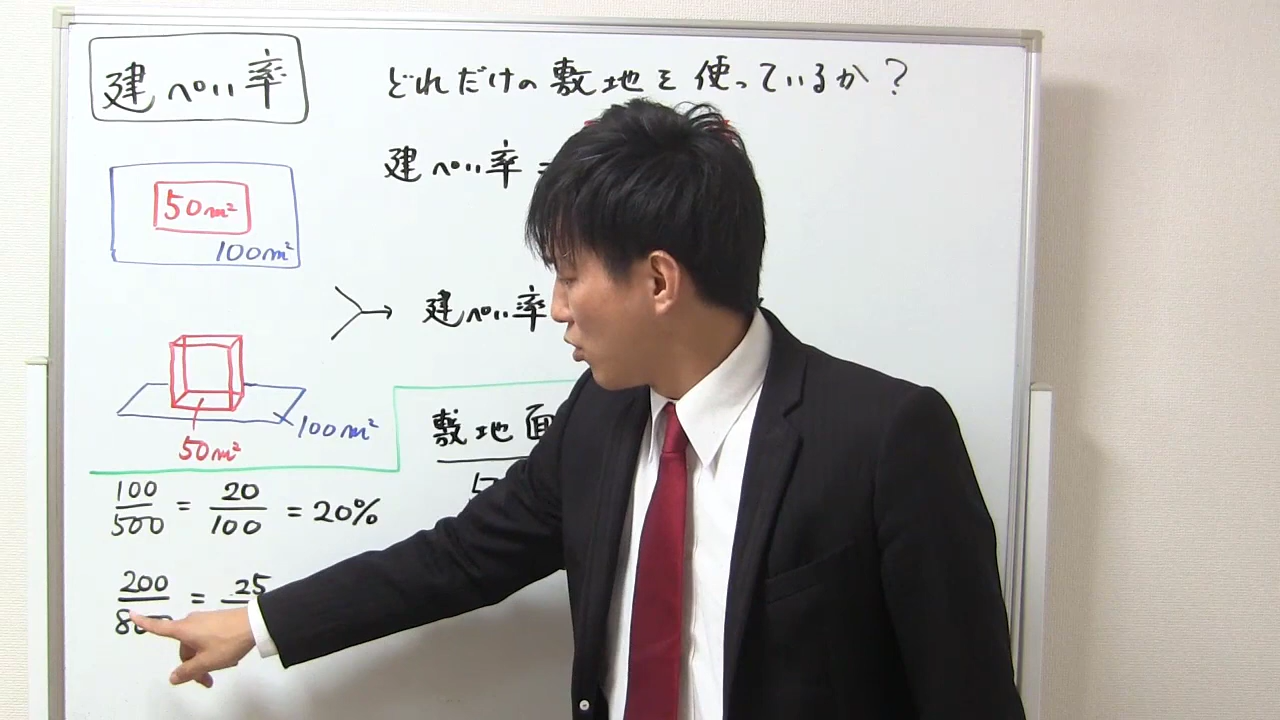 建ぺい率
どれだけの敷地を使っているか？
建ぺい率 =
50m²
100m²
→ 建ぺい率
100m²
50m²
敷地面
100/500 = 20/100 = 20%
200/800 = 25